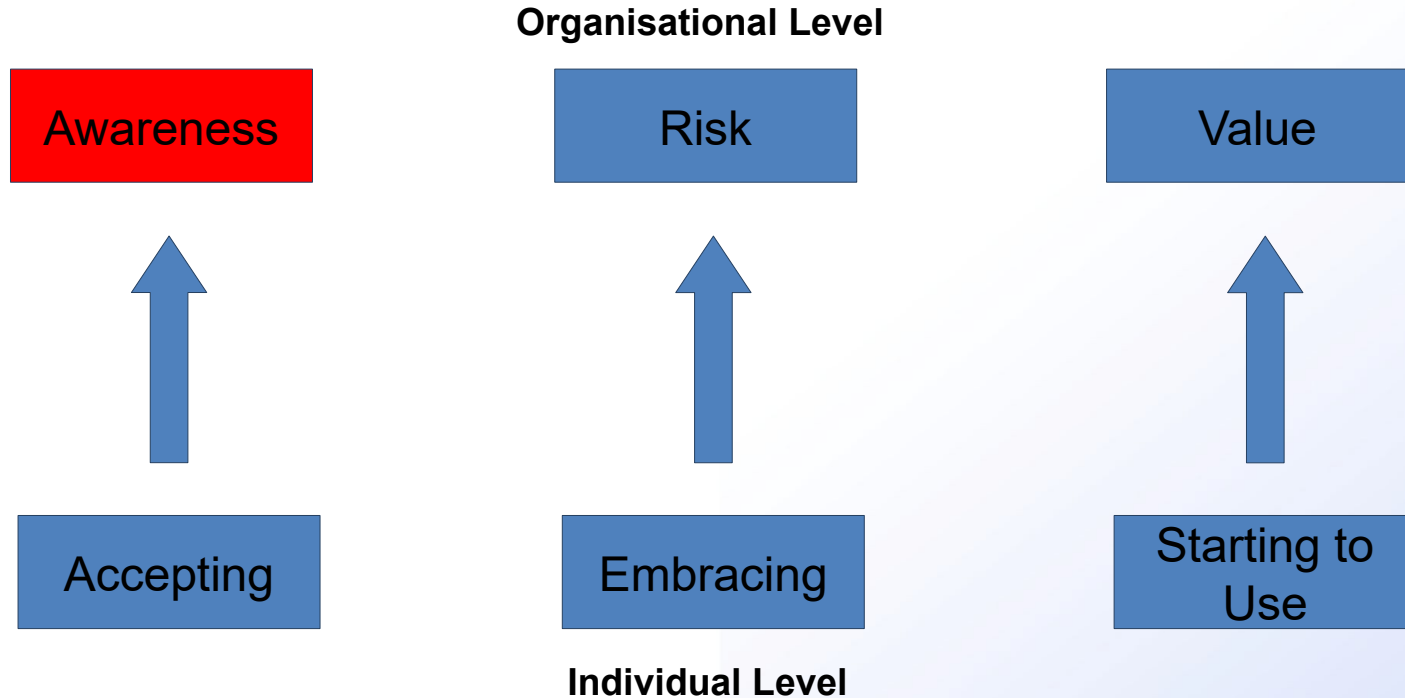 Organisational Level
Awareness
Risk
Value
Accepting
Embracing
Starting to
Use
Individual Level